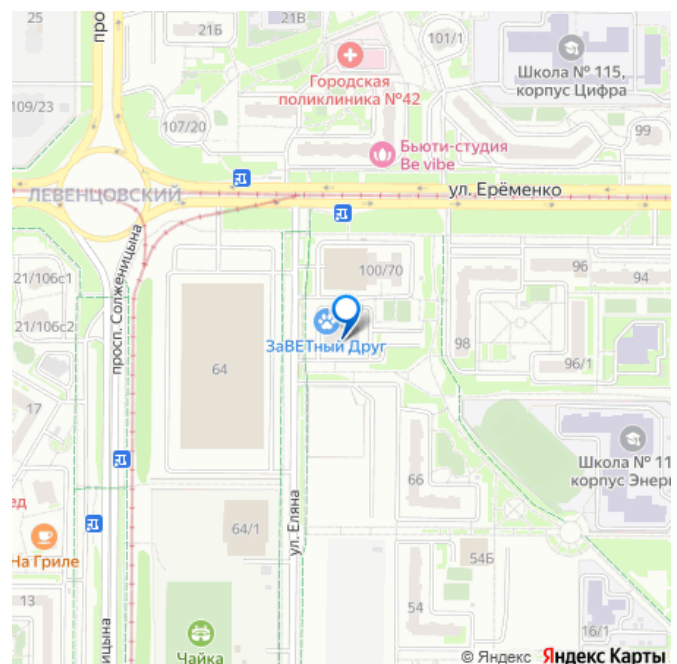 25
про
21Б
21В
101/1
Городская
поликлиника №42
Школа № 115,
корпус Цифра
109/23
107/20
99
Бьюти-студия
Be vibe
ЛЕВЕНЦОВСКИЙ
ул. Ерёменко
просп. Солженицына
100/70
96
94
21/106с1
21/106с2
ЗаВЕТный Друг
98
96/1
64
17
Школа № 11
корпус Энер
66
ед
На Гриле
64/1
ул. Еляна
54Б
13
54
16/1
ицына
Чайка
© Яндекс Яндекс Карты